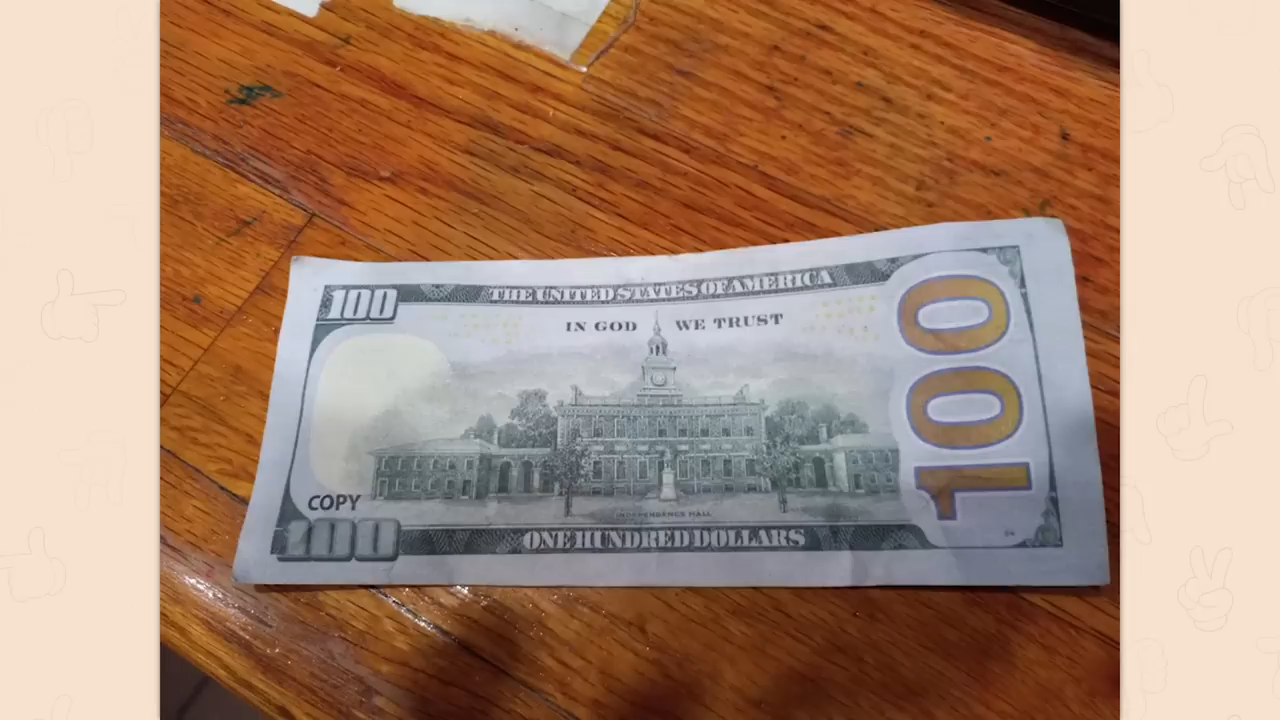 100
THE UNITED STATES OF AMERICA
IN GOD WE TRUST
100
COPY
INDEPENDENCE HALL
100
ONE HUNDRED DOLLARS